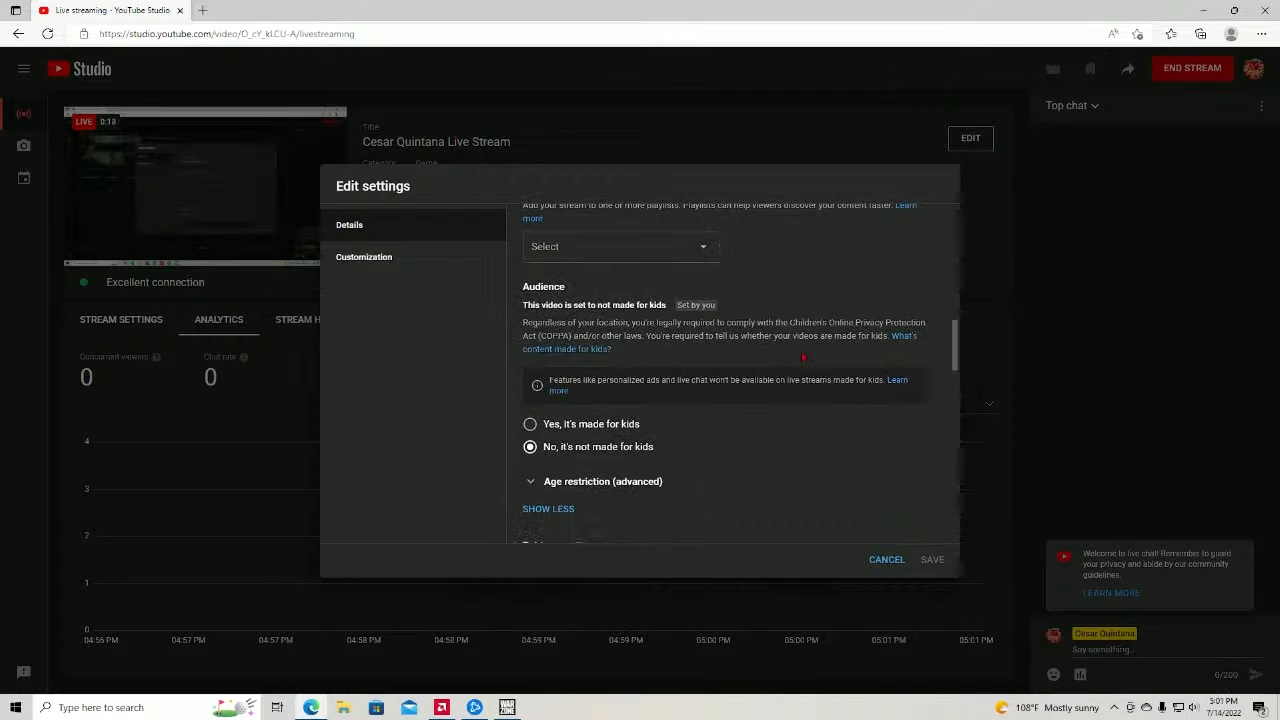 Live streaming - YouTube Studio
https://studio.youtube.com/video/O_cY_kLCU-A/livestreaming
Studio
END STREAM
LIVE 0:13
Title
Cesar Quintana Live Stream
Category Game
EDIT
Top chat
Edit settings
Details
Customization
Add your stream to one or more playlists. Playlists can help viewers discover your content faster. Learn
more
Select
Audience
This video is set to not made for kids Set by you
Regardless of your location, you're legally required to comply with the Children's Online Privacy Protection
Act (COPPA) and/or other laws. You're required to tell us whether your videos are made for kids. What's
content made for kids?
Features like personalized ads and live chat won't be available on live streams made for kids. Learn
more
Yes, it's made for kids
No, it's not made for kids
Age restriction (advanced)
SHOW LESS
CANCEL SAVE
Excellent connection
STREAM SETTINGS ANALYTICS STREAM H
Concurrent viewers Chat rate
0 0
4
3
2
1
0
04:56 PM 04:57 PM 04:57 PM 04:58 PM 04:58 PM 04:59 PM 04:59 PM 05:00 PM 05:00 PM 05:01 PM 05:01 PM
Welcome to live chat! Remember to guard
your privacy and abide by our community
guidelines.
LEARN MORE
Cesar Quintana
Say something...
0/200
Type here to search
WAR
ZONE
108°F Mostly sunny
5:01 PM
7/14/2022